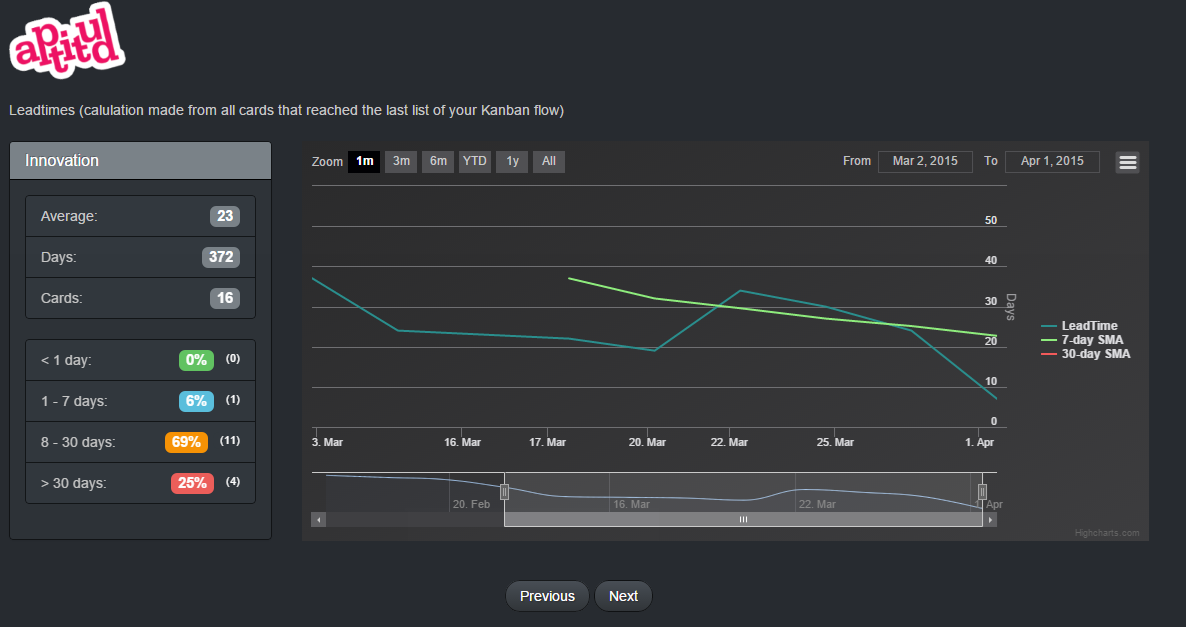 aptitud
Leadtimes (calulation made from all cards that reached the last list of your Kanban flow)
Innovation
Average: 23
Days: 372
Cards: 16
< 1 day: 0% (0)
1 - 7 days: 6% (1)
8 - 30 days: 69% (11)
> 30 days: 25% (4)
Zoom 1m 3m 6m YTD 1y All From Mar 2, 2015 To Apr 1, 2015
50
40
30
20
10
0
Days
LeadTime
7-day SMA
30-day SMA
3. Mar 16. Mar 17. Mar 20. Mar 22. Mar 25. Mar 1. Apr
20. Feb 16. Mar 22. Mar 1. Apr
Highcharts.com
Previous Next